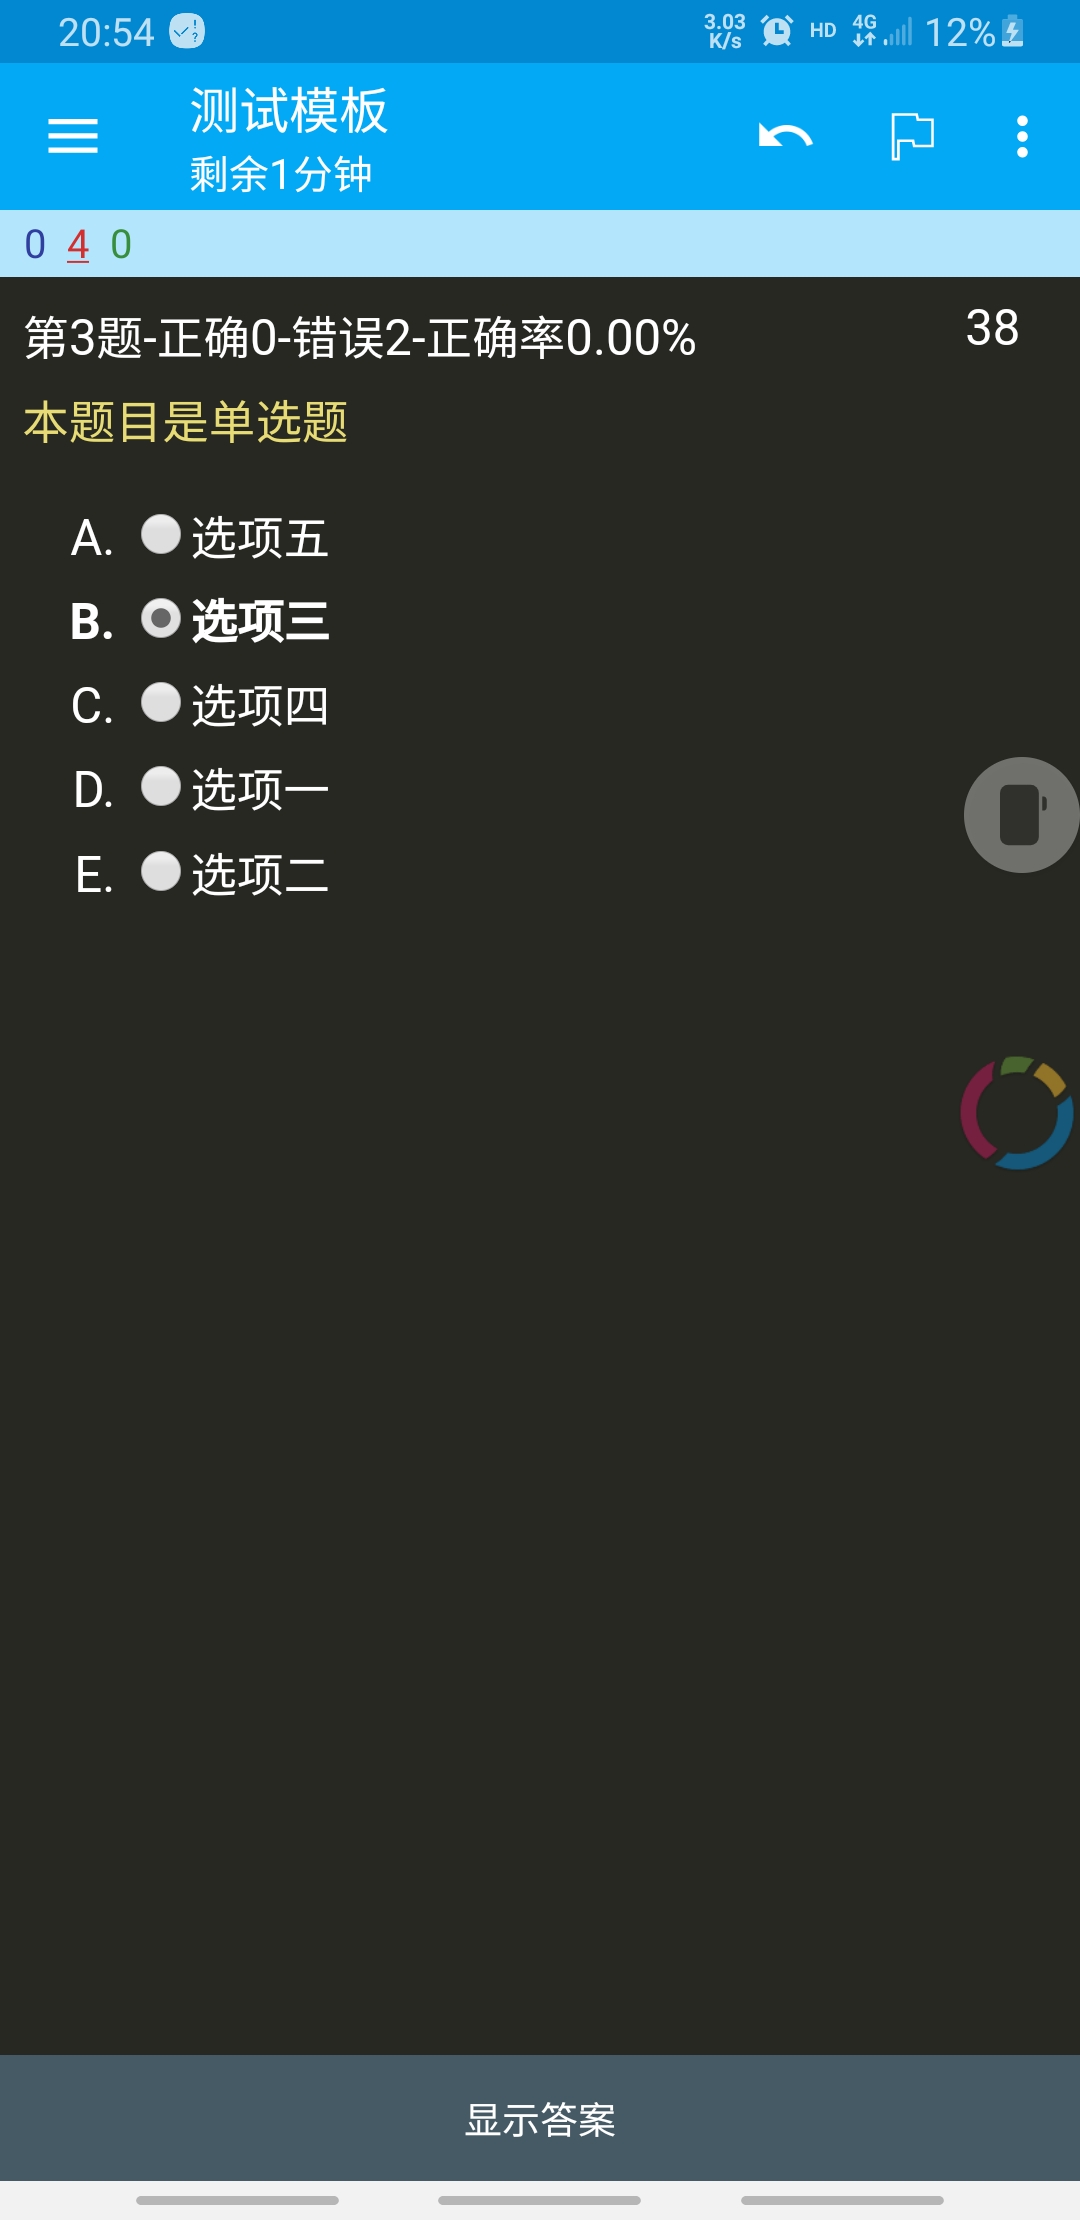 20:54 3.03 K/s HD 4G 12%
测试模板
剩余1分钟
0 4 0
第3题-正确0-错误2-正确率0.00% 38
本题目是单选题
A. 选项五
B. 选项三
C. 选项四
D. 选项一
E. 选项二
显示答案